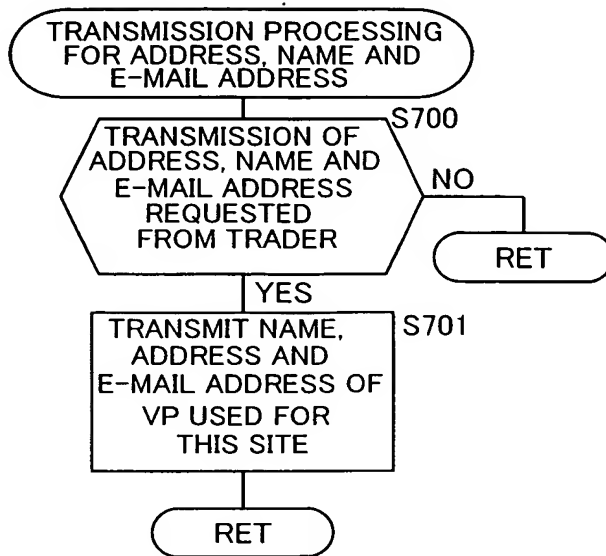 TRANSMISSION PROCESSING
FOR ADDRESS, NAME AND
E-MAIL ADDRESS
S700
TRANSMISSION OF
ADDRESS, NAME AND
E-MAIL ADDRESS
REQUESTED
FROM TRADER
NO
RET
YES
S701
TRANSMIT NAME,
ADDRESS AND
E-MAIL ADDRESS OF
VP USED FOR
THIS SITE
RET